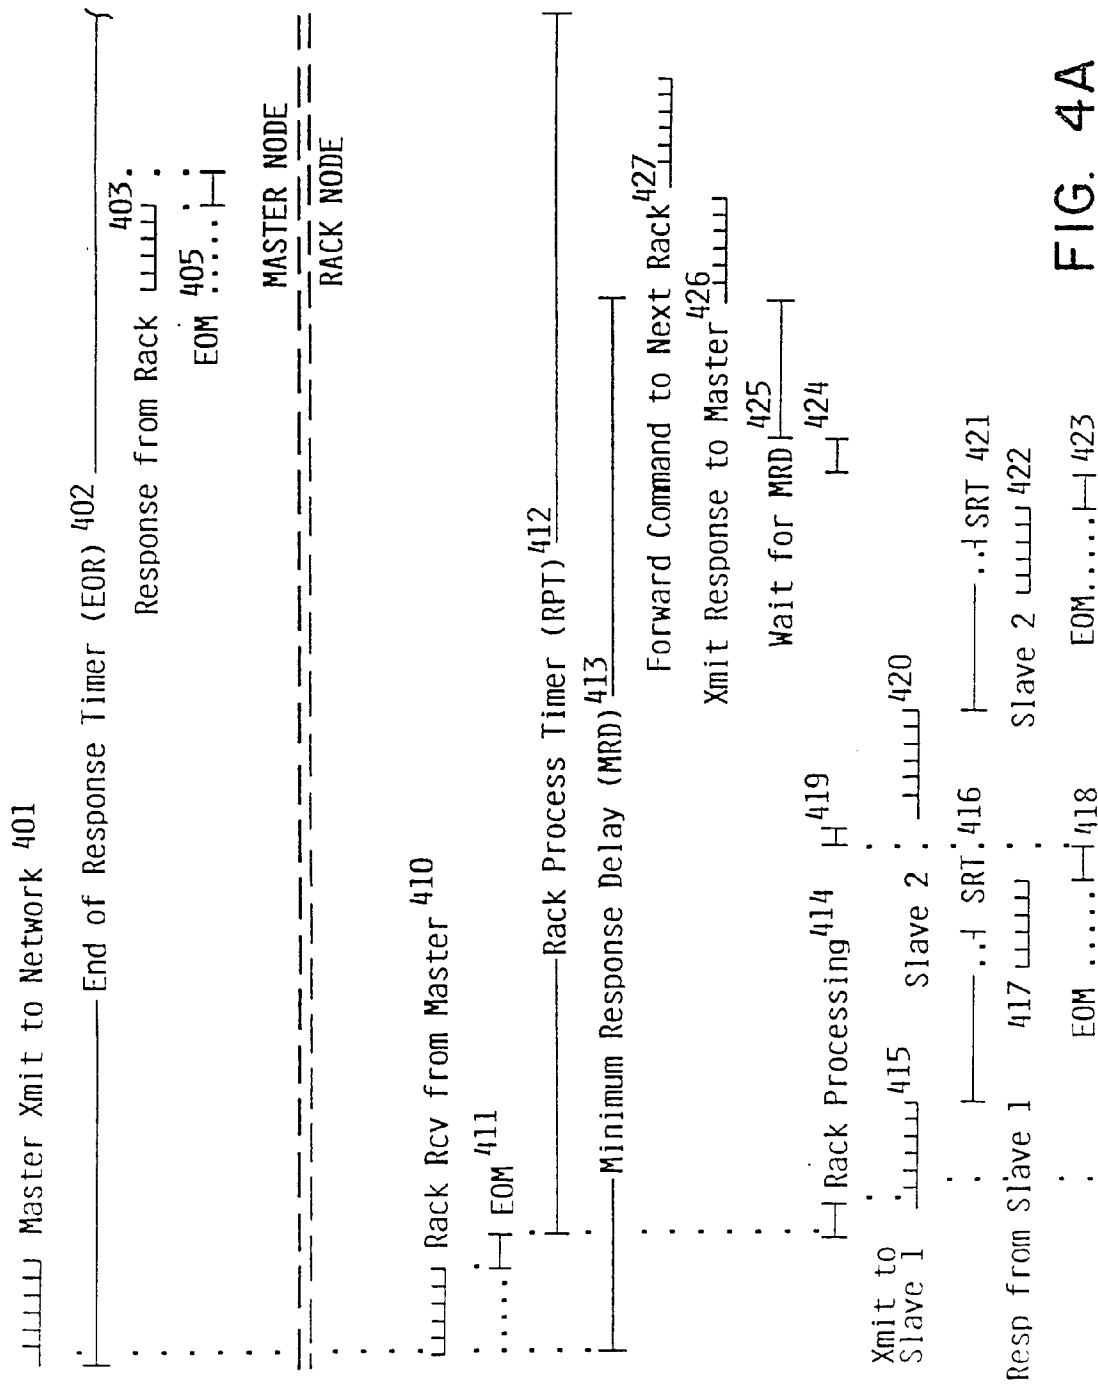 Master Xmit to Network 401
End of Response Timer (EOR) 402
Response from Rack 403
EOM 405
MASTER NODE
RACK NODE
Rack Rcv from Master 410
EOM 411
Rack Process Timer (RPT) 412
Minimum Response Delay (MRD) 413
Forward Command to Next Rack 427
Xmit Response to Master 426
Wait for MRD 425
Rack Processing 414
419
424
Xmit to
Slave 1
415
Slave 2
420
SRT 416
SRT 421
Resp from Slave 1
417
Slave 2 422
EOM 418
EOM 423
FIG. 4A